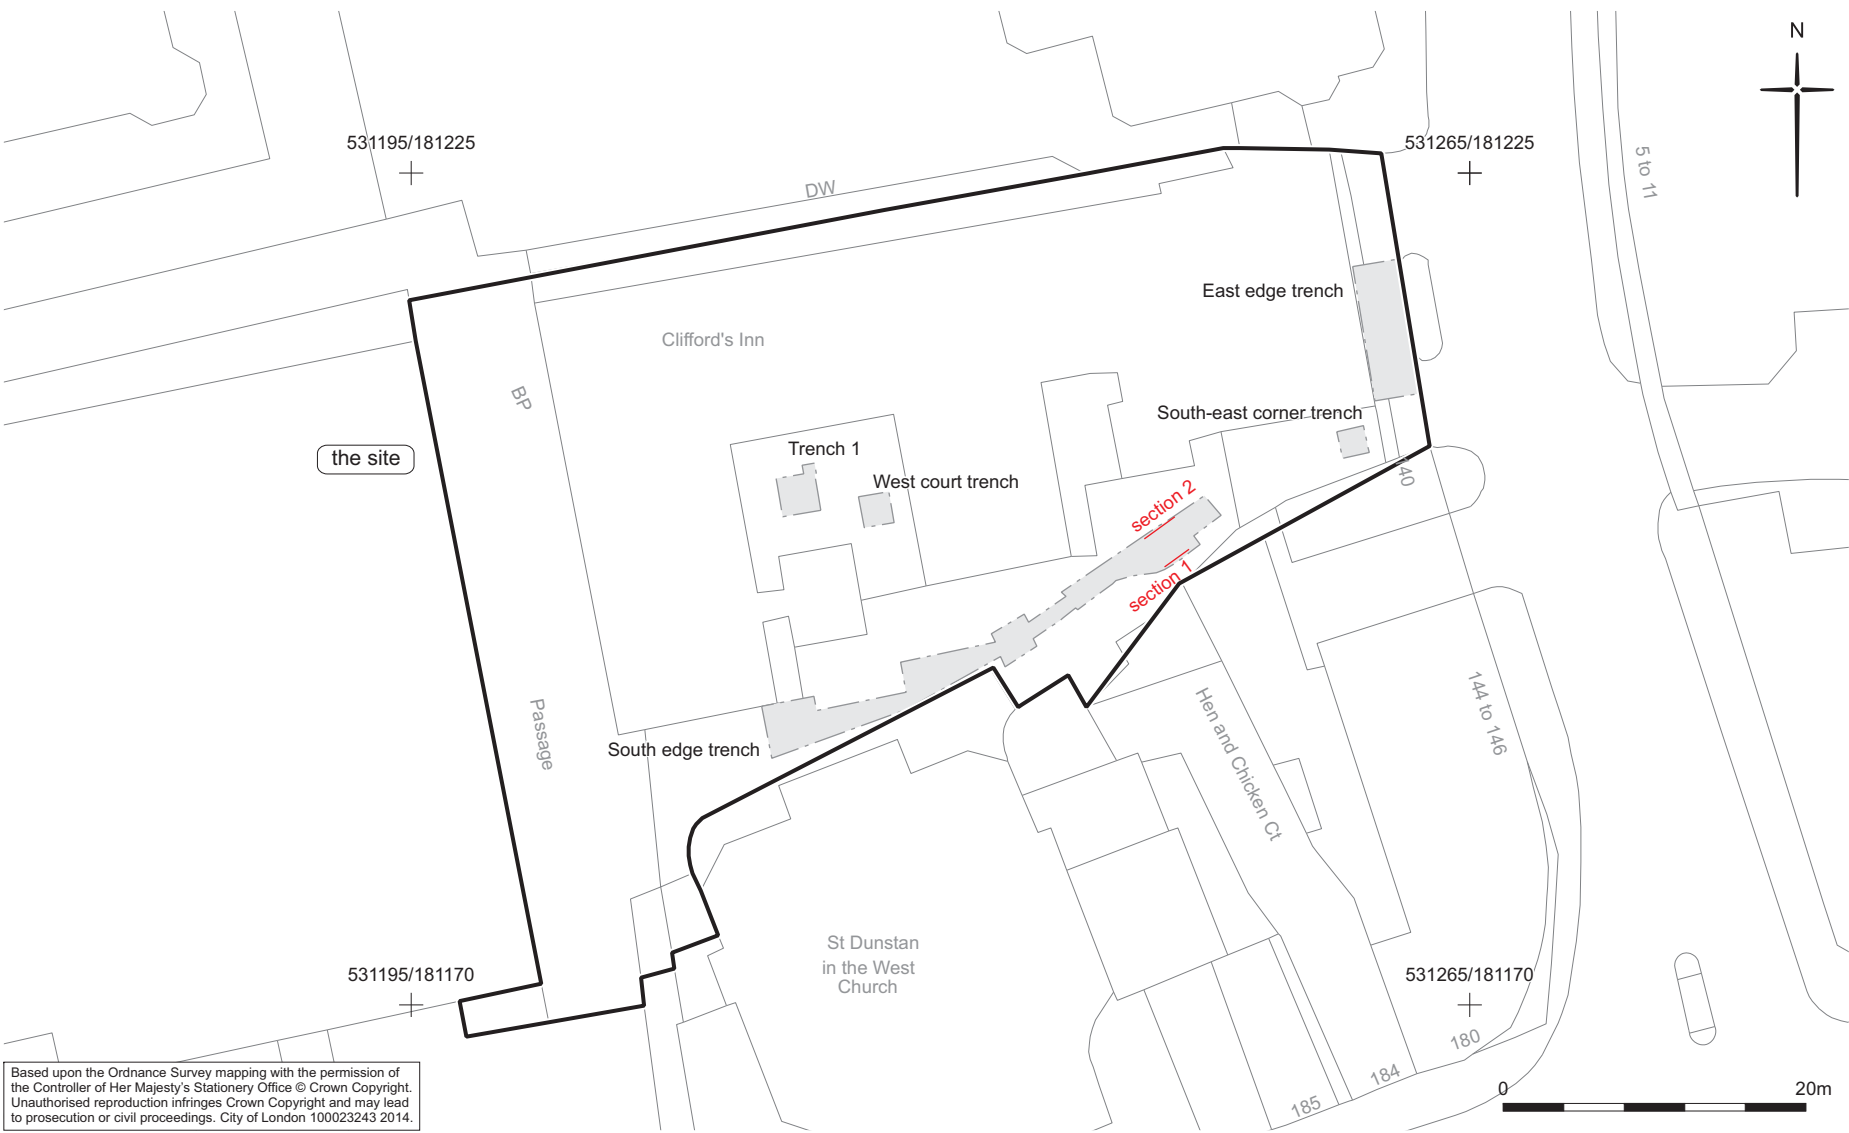 N
531195/181225
531265/181225
5 to 11
DW
East edge trench
Clifford's Inn
BP
South-east corner trench
Trench 1
the site
40
West court trench
section 2
section 1
Passage
South edge trench
Hen and Chicken Ct
144 to 146
St Dunstan
in the West
Church
531195/181170
531265/181170
180
184
185
0
20m
Based upon the Ordnance Survey mapping with the permission of
the Controller of Her Majesty's Stationery Office © Crown Copyright.
Unauthorised reproduction infringes Crown Copyright and may lead
to prosecution or civil proceedings. City of London 100023243 2014.